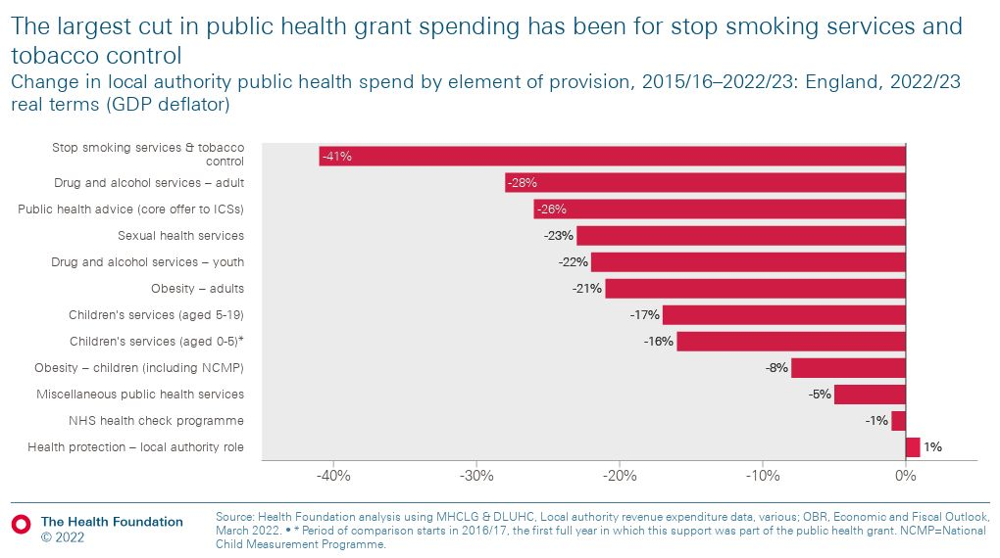 The largest cut in public health grant spending has been for stop smoking services and
tobacco control
Change in local authority public health spend by element of provision, 2015/16–2022/23: England, 2022/23
real terms (GDP deflator)
Stop smoking services & tobacco
control
-41%
Drug and alcohol services – adult
-28%
Public health advice (core offer to ICSs)
-26%
Sexual health services
-23%
Drug and alcohol services – youth
-22%
Obesity – adults
-21%
Children's services (aged 5-19)
-17%
Children's services (aged 0-5)*
-16%
Obesity – children (including NCMP)
-8%
Miscellaneous public health services
-5%
NHS health check programme
-1%
Health protection – local authority role
1%
-40% -30% -20% -10% 0%
The Health Foundation
© 2022
Source: Health Foundation analysis using MHCLG & DLUHC, Local authority revenue expenditure data, various; OBR, Economic and Fiscal Outlook,
March 2022. • * Period of comparison starts in 2016/17, the first full year in which this support was part of the public health grant. NCMP=National
Child Measurement Programme.